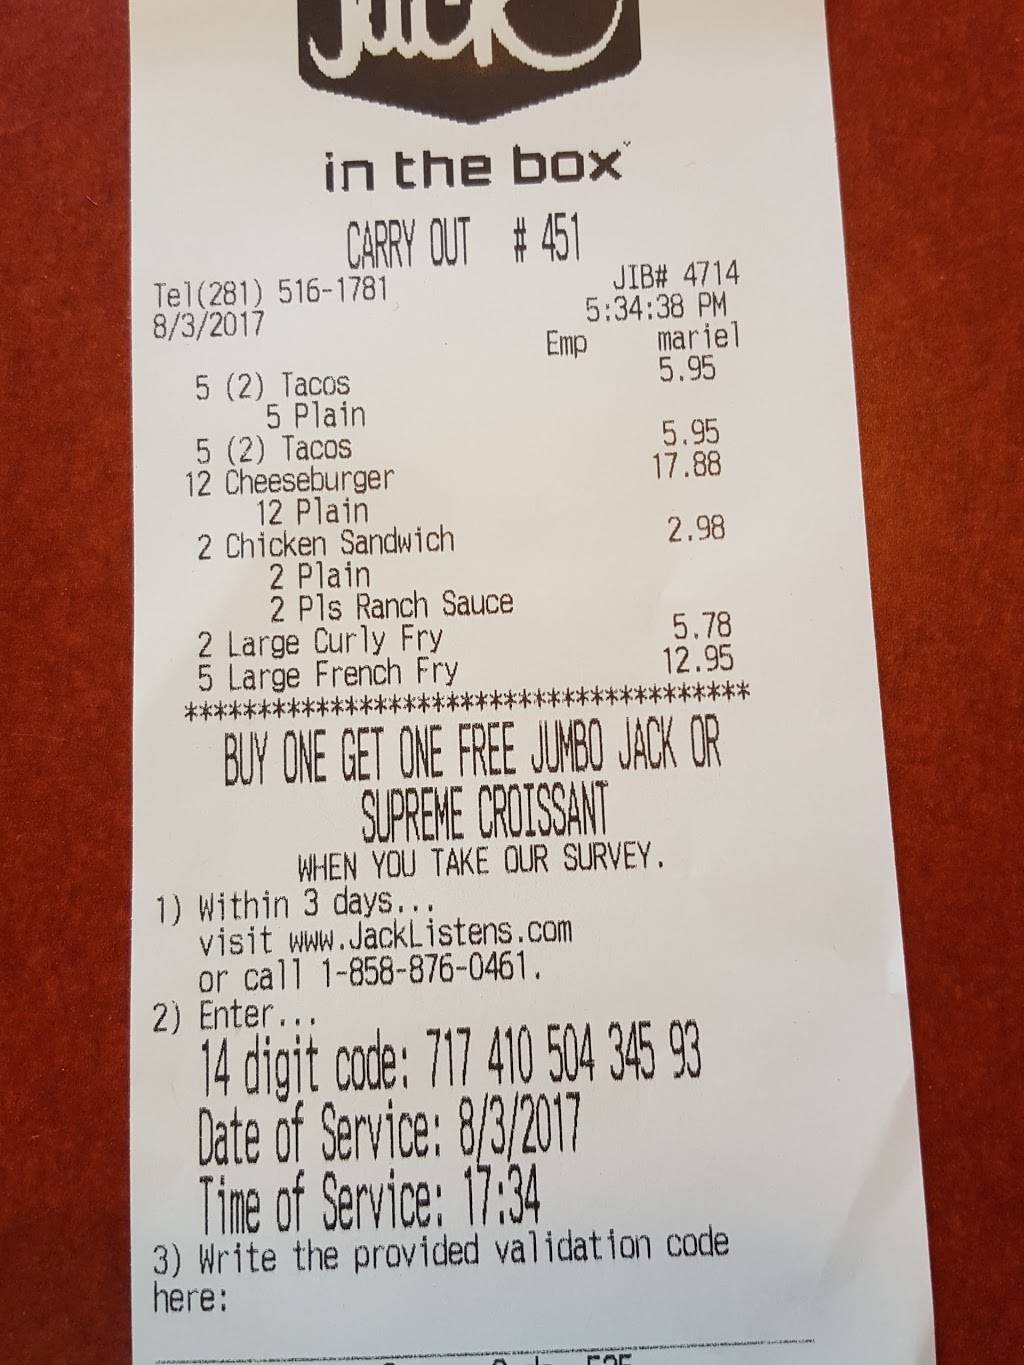 Jack
in the box
CARRY OUT # 451
Tel(281) 516-1781 JIB# 4714
8/3/2017 5:34:38 PM
Emp mariel
5 (2) Tacos 5.95
5 Plain
5 (2) Tacos 5.95
12 Cheeseburger 17.88
12 Plain
2 Chicken Sandwich 2.98
2 Plain
2 Pls Ranch Sauce
2 Large Curly Fry 5.78
5 Large French Fry 12.95
***************************************
BUY ONE GET ONE FREE JUMBO JACK OR
SUPREME CROISSANT
WHEN YOU TAKE OUR SURVEY.
1) Within 3 days...
visit www.JackListens.com
or call 1-858-876-0461.
2) Enter...
14 digit code: 717 410 504 345 93
Date of Service: 8/3/2017
Time of Service: 17:34
3) Write the provided validation code
here: